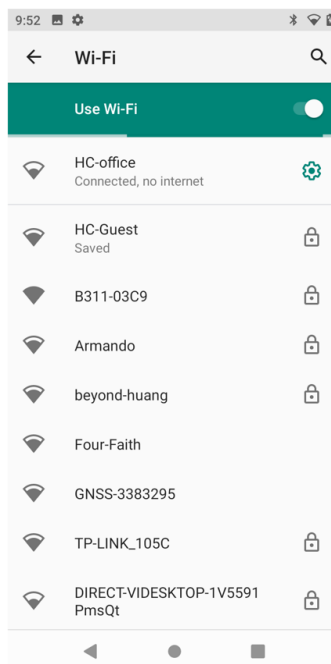 9:52
Wi-Fi
Use Wi-Fi
HC-office
Connected, no internet
HC-Guest
Saved
B311-03C9
Armando
beyond-huang
Four-Faith
GNSS-3383295
TP-LINK_105C
DIRECT-VIDESKTOP-1V5591
PmsQt